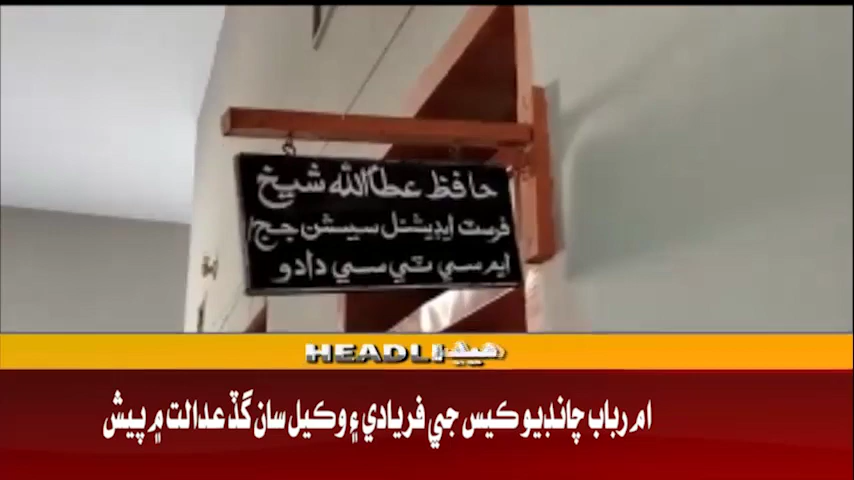 حافظ عطاالله شيخ
فرست ايڊيشنل سيشن جج/
ايم سي ٽي سي دادو
HEADLI
ام رباب چانڊيو ڪيس جي فريادي ۽ وڪيل سان گڏ عدالت ۾ پيش